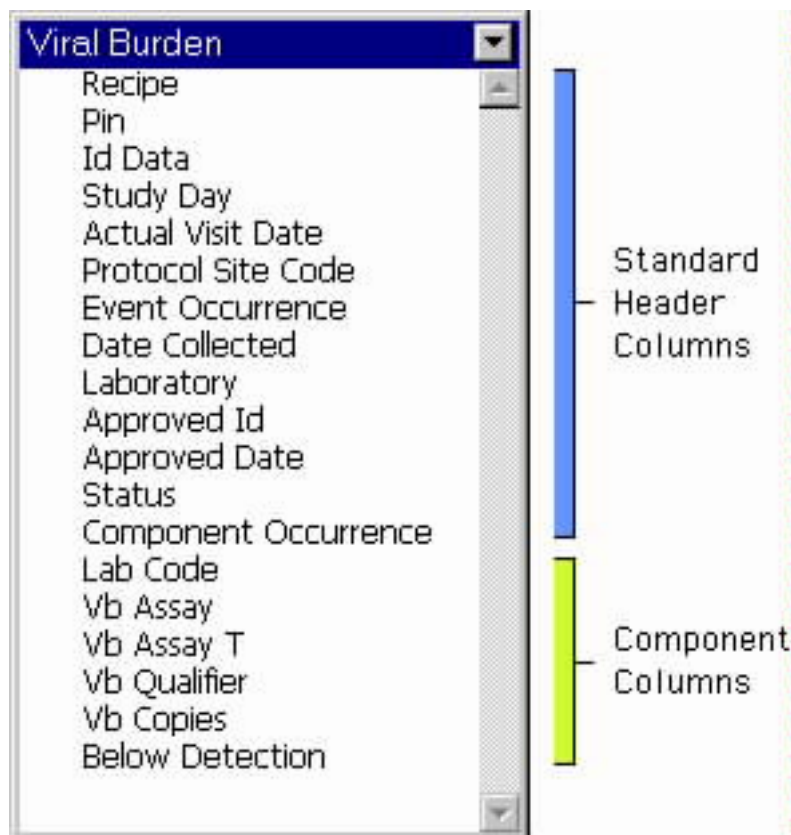 Viral Burden
Recipe
Pin
Id Data
Study Day
Actual Visit Date
Protocol Site Code
Event Occurrence
Date Collected
Laboratory
Approved Id
Approved Date
Status
Component Occurrence
Lab Code
Vb Assay
Vb Assay T
Vb Qualifier
Vb Copies
Below Detection
Standard
Header
Columns
Component
Columns